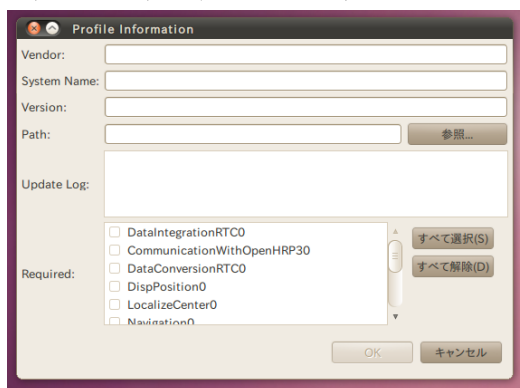 Profile Information
Vendor:
System Name:
Version:
Path:
参照...
Update Log:
Required:
DataIntegrationRTC0
CommunicationWithOpenHRP30
DataConversionRTC0
DispPosition0
LocalizeCenter0
Navigation0
すべて選択(S)
すべて解除(D)
OK
キャンセル